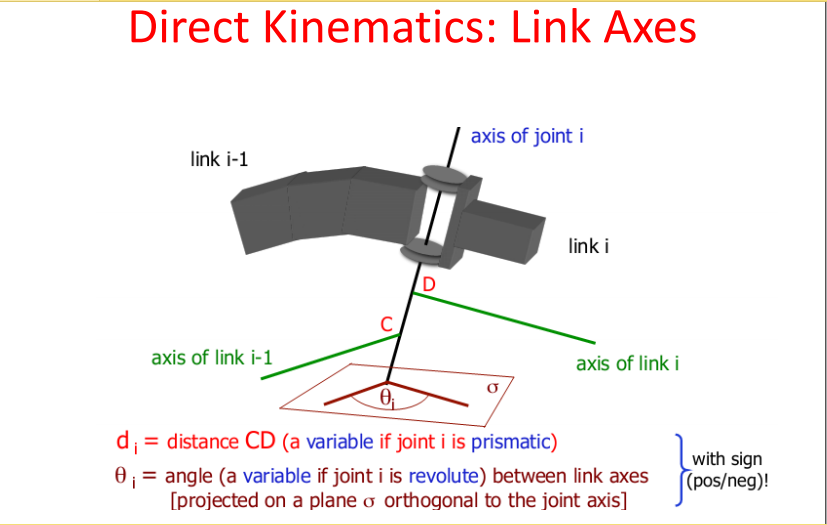 Direct Kinematics: Link Axes
axis of joint i
link i-1
link i
D
C
axis of link i-1
axis of link i
σ
θi
d i = distance CD (a variable if joint i is prismatic)
θ i = angle (a variable if joint i is revolute) between link axes
[projected on a plane σ orthogonal to the joint axis]
with sign
(pos/neg)!